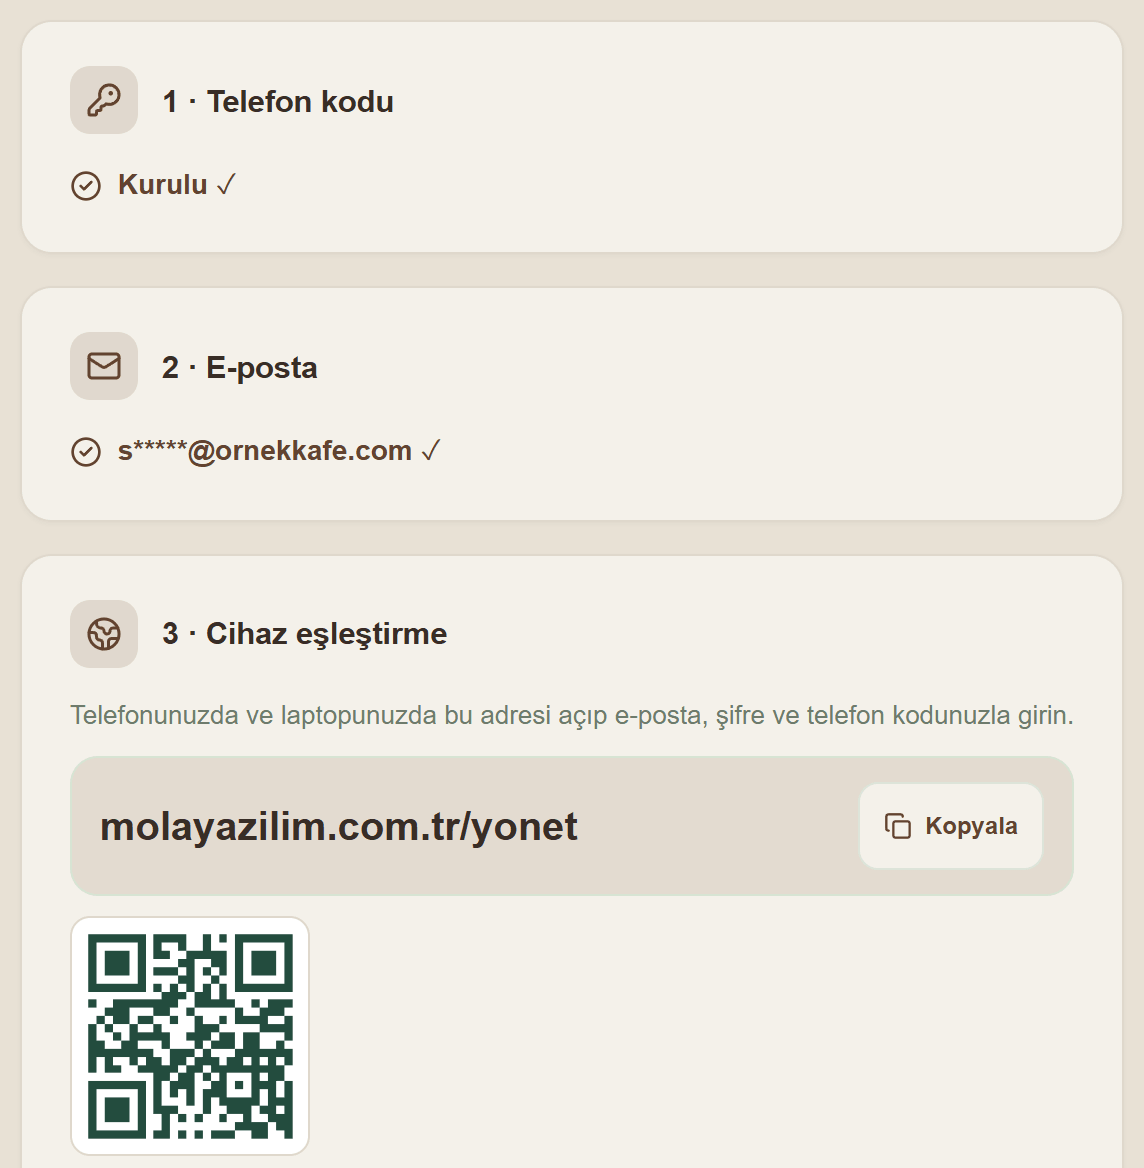 1 · Telefon kodu
Kurulu ✓
2 · E-posta
s*****@ornekkafe.com ✓
3 · Cihaz eşleştirme
Telefonunuzda ve laptopunuzda bu adresi açıp e-posta, şifre ve telefon kodunuzla girin.
molayazilim.com.tr/yonet
Kopyala